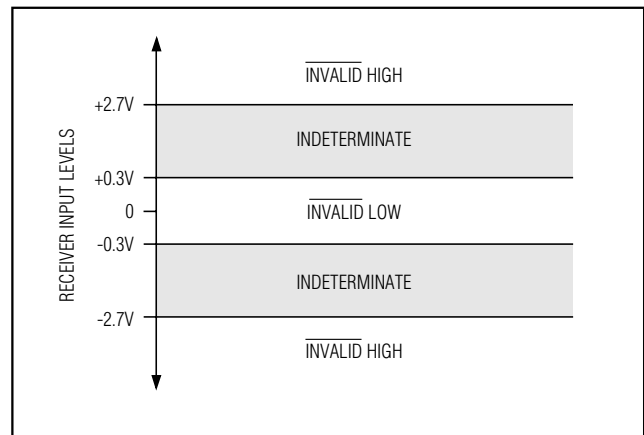 INVALID HIGH
+2.7V
INDETERMINATE
+0.3V
RECEIVER INPUT LEVELS
0
INVALID LOW
-0.3V
INDETERMINATE
-2.7V
INVALID HIGH